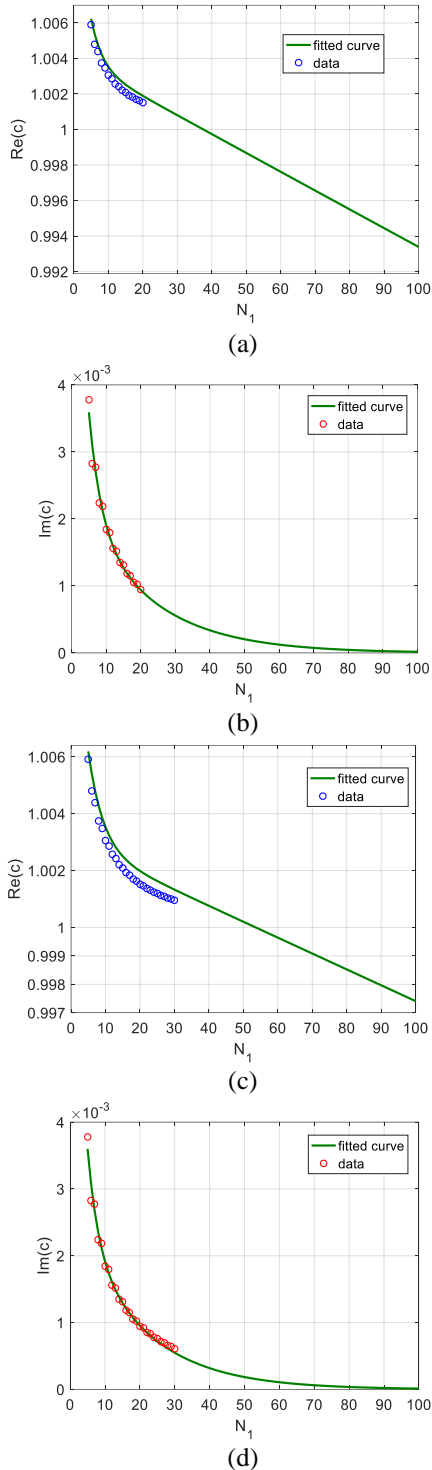 1.006
1.004
1.002
1
0.998
0.996
0.994
0.992
Re(c)
fitted curve
data
0 10 20 30 40 50 60 70 80 90 100
N1
(a)
×10-3
4
3
2
1
0
Im(c)
fitted curve
data
0 10 20 30 40 50 60 70 80 90 100
N1
(b)
1.006
1.004
1.002
1
0.999
0.998
0.997
Re(c)
fitted curve
data
0 10 20 30 40 50 60 70 80 90 100
N1
(c)
×10-3
4
3
2
1
0
Im(c)
fitted curve
data
0 10 20 30 40 50 60 70 80 90 100
N1
(d)